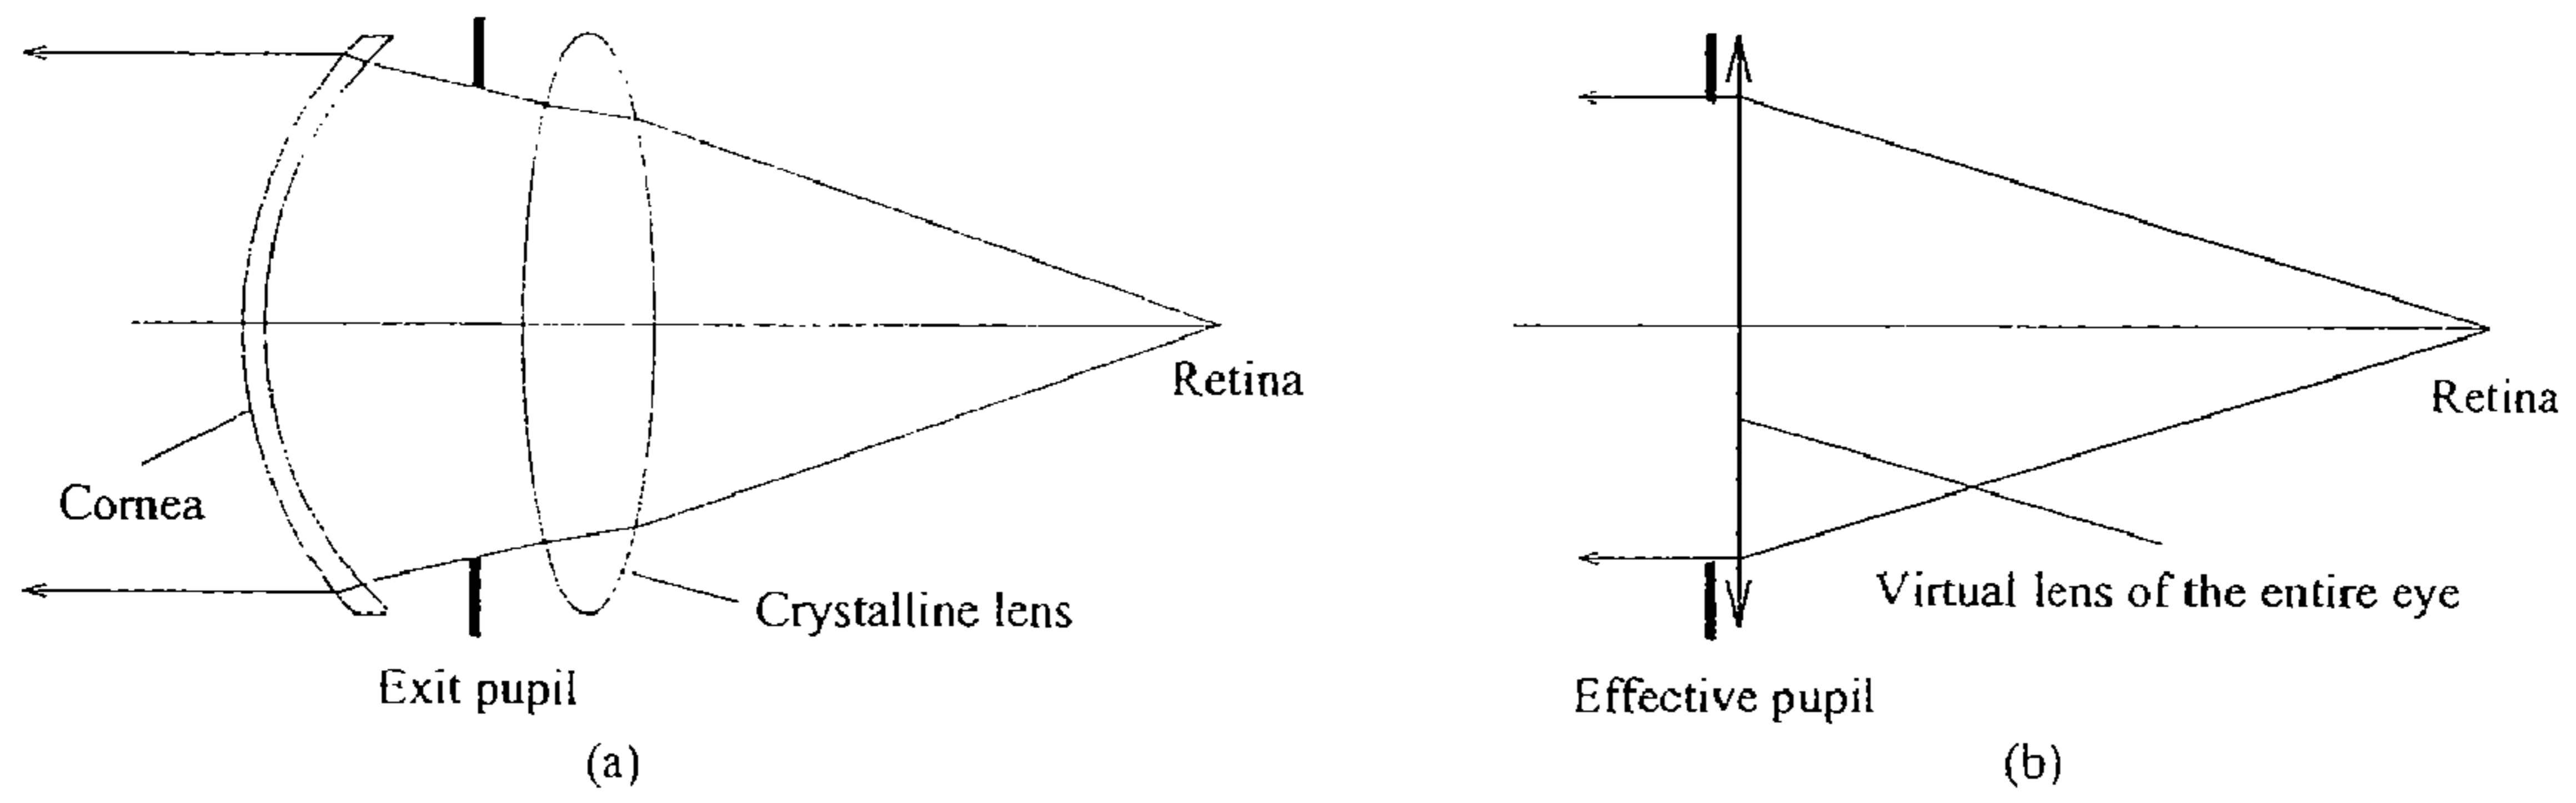 Cornea
Retina
Crystalline lens
Exit pupil
(a)
Retina
Virtual lens of the entire eye
Effective pupil
(b)